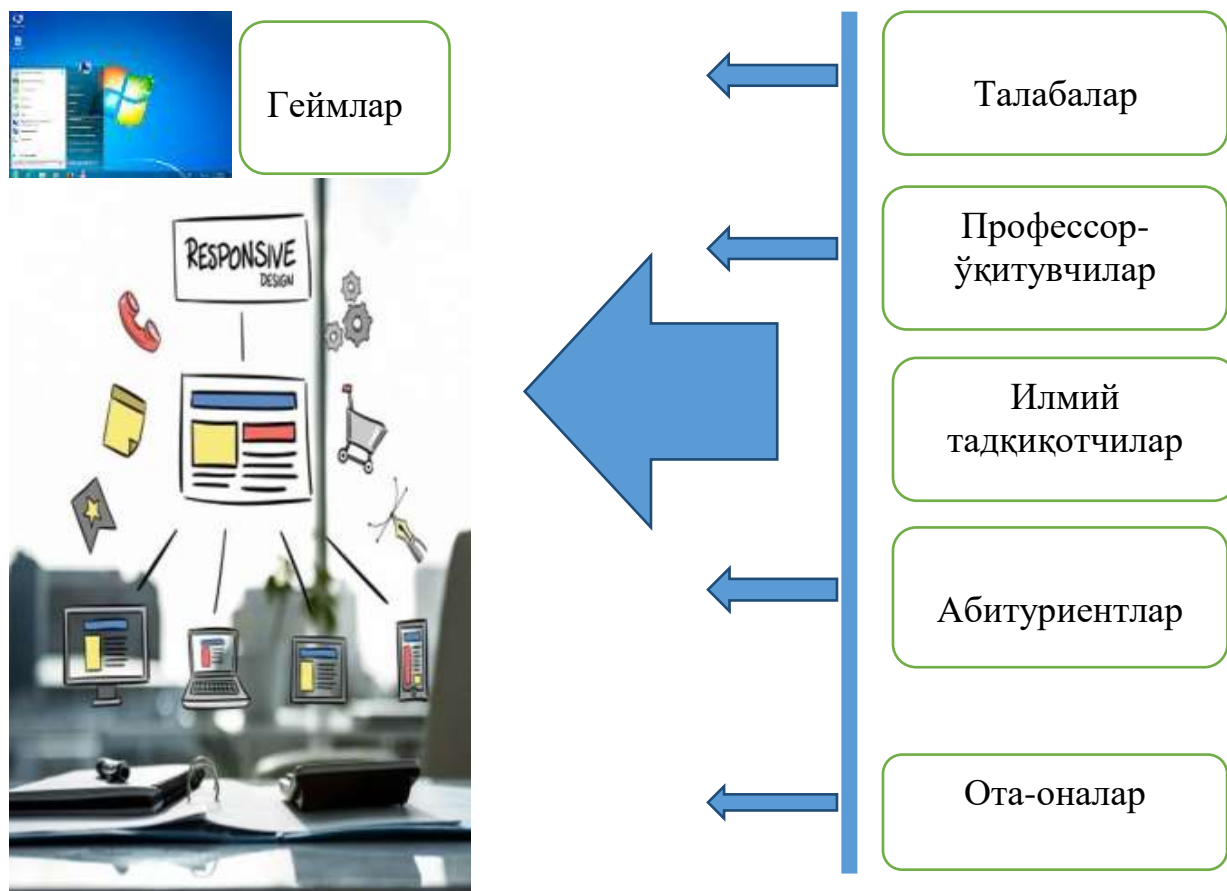 Геймлар
RESPONSIVE
DESIGN
Талабалар
Профессор-
ўқитувчилар
Илмий
тадқиқотчилар
Абитуриентлар
Ота-оналар